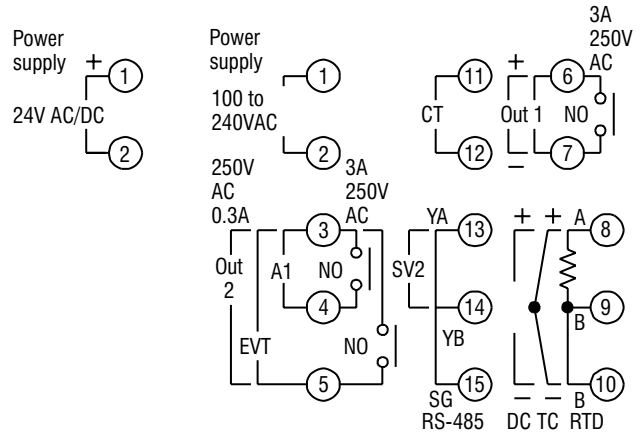 Power
supply
+
1
24V AC/DC
2
Power
supply
1
100 to
240VAC
2
11
CT
12
+
Out 1
−
3A
250V
AC
6
NO
7
250V
AC
0.3A
3A
250V
AC
3
Out
2
A1
NO
4
EVT
NO
5
YA
13
SV2
14
YB
15
SG
RS-485
+
+
A
8
9
B
10
−
−
B
DC TC RTD